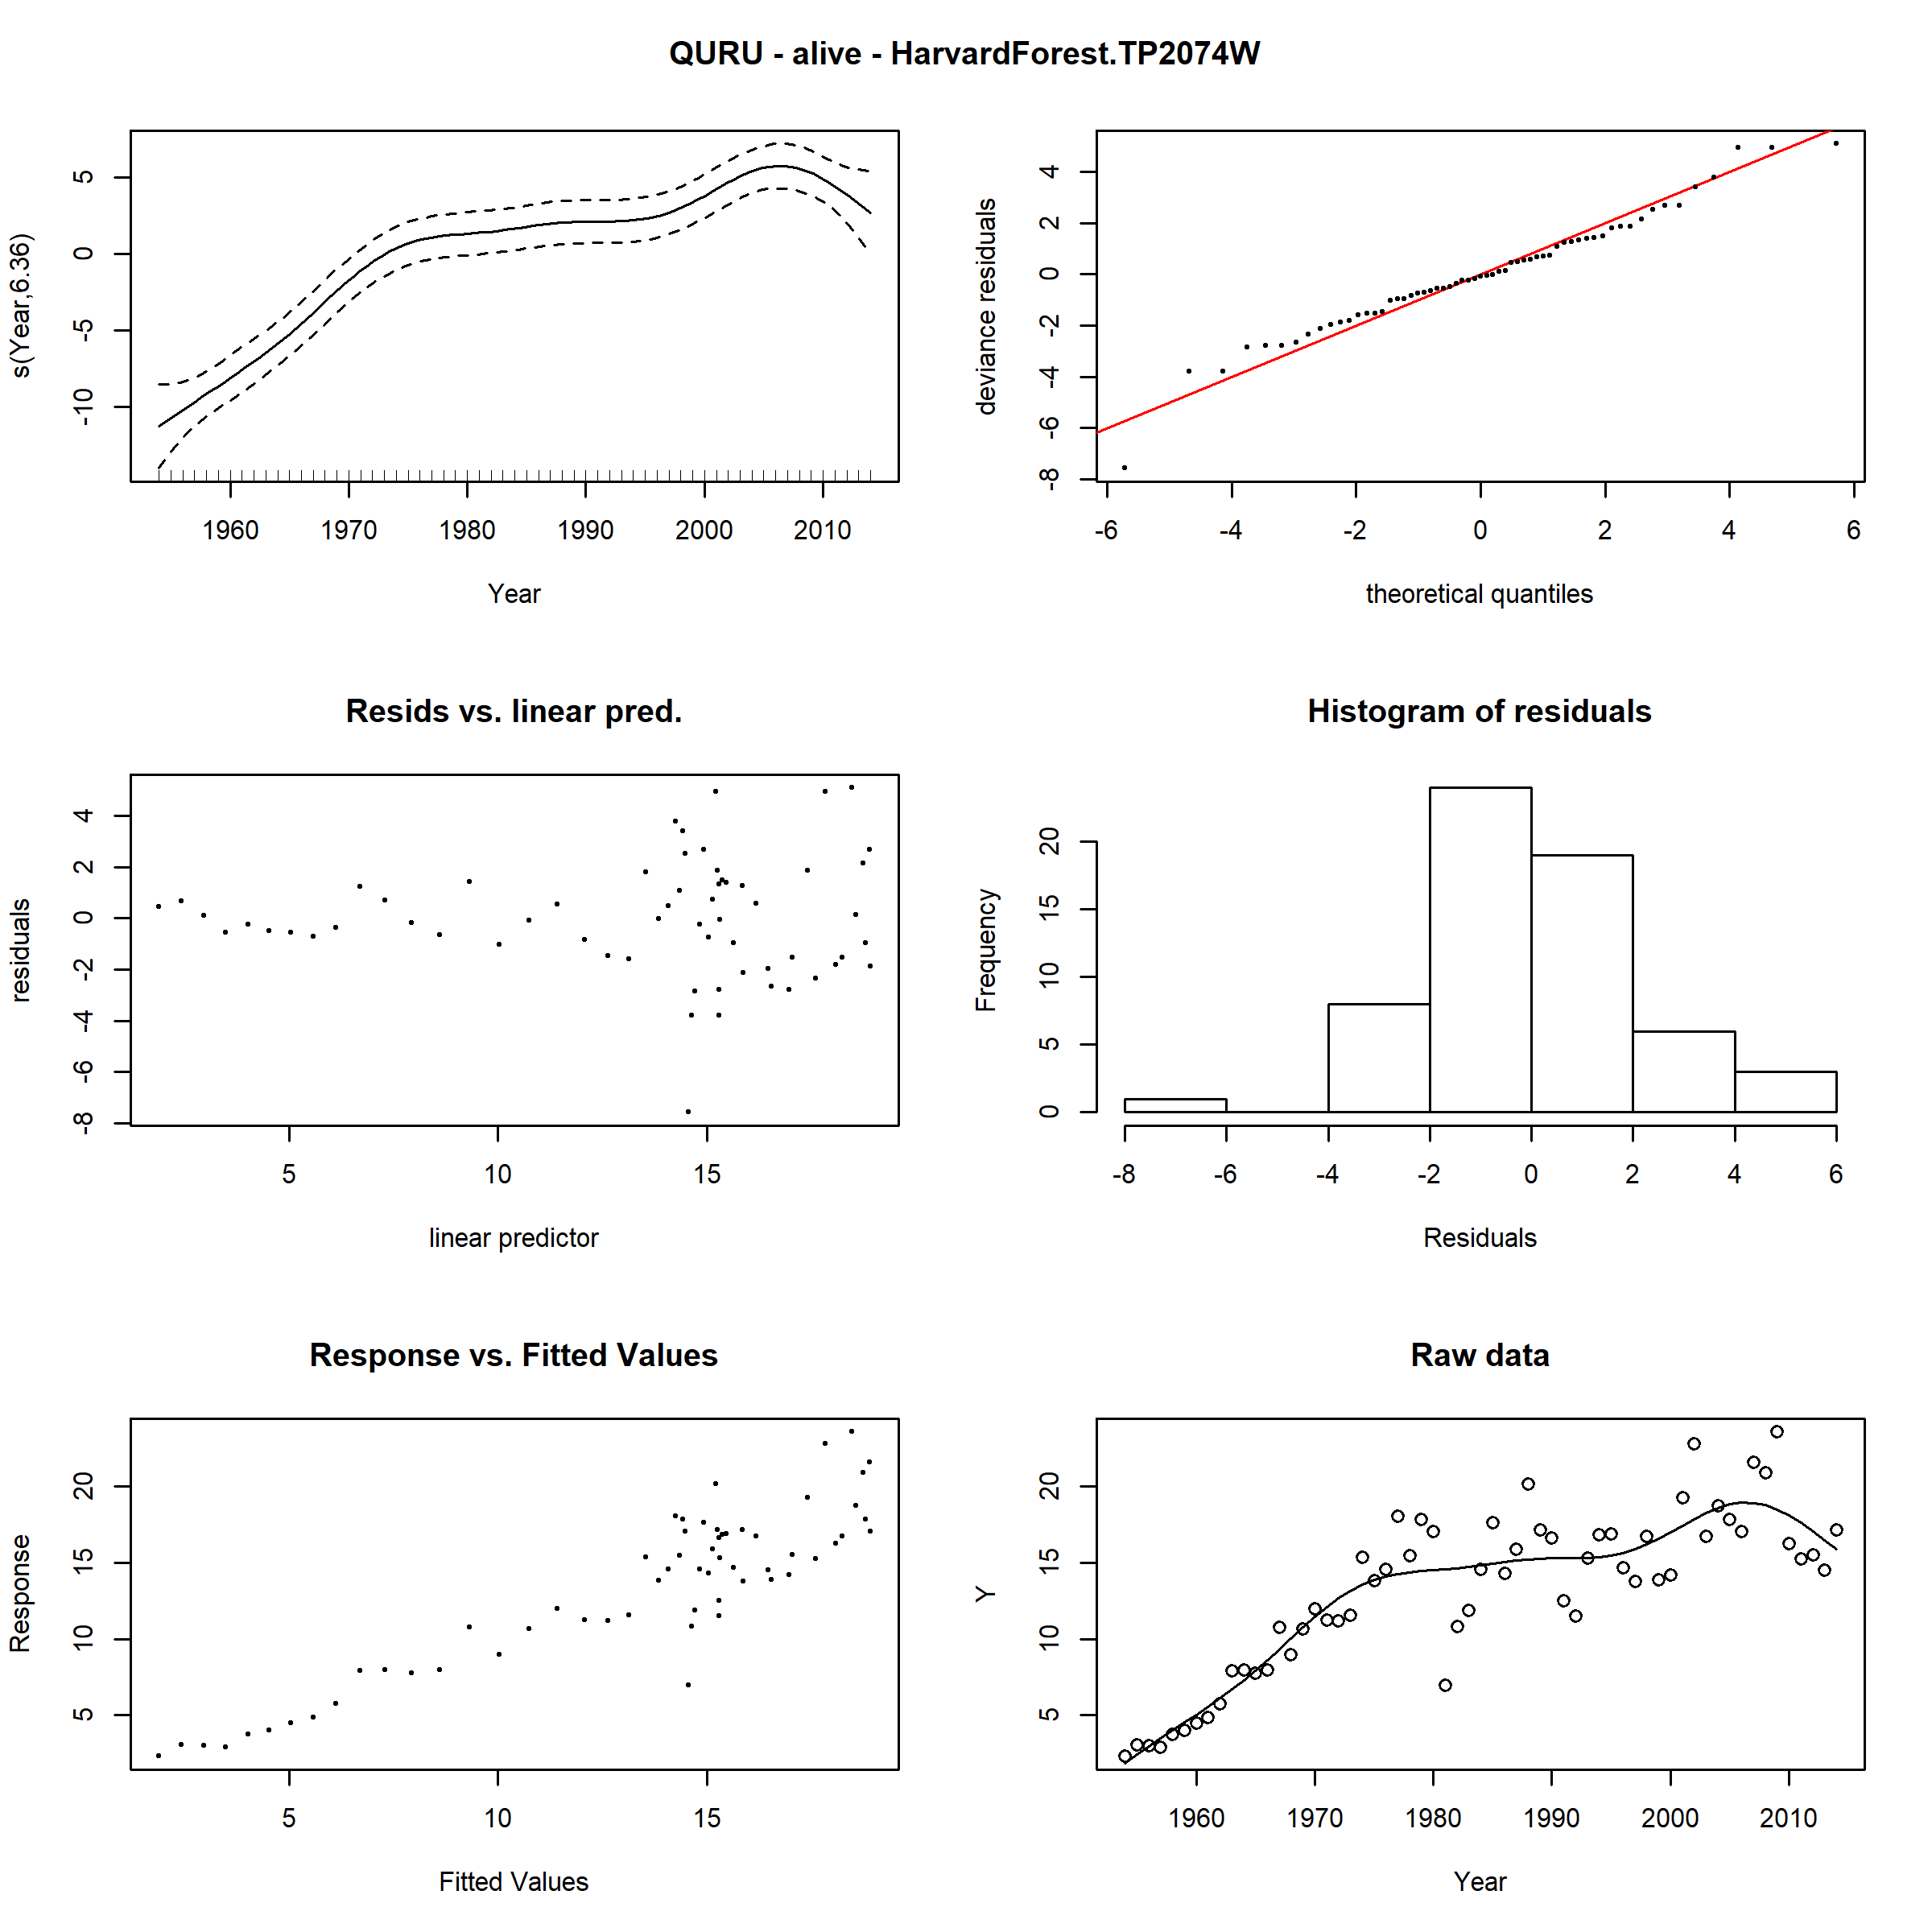 QURU - alive - HarvardForest.TP2074W
s(Year,6.36)
5
0
-5
-10
1960 1970 1980 1990 2000 2010
Year
deviance residuals
4
2
0
-2
-4
-6
-8
-6 -4 -2 0 2 4 6
theoretical quantiles
Resids vs. linear pred.
residuals
4
2
0
-2
-4
-6
-8
5 10 15
linear predictor
Histogram of residuals
Frequency
20
15
10
5
0
-8 -6 -4 -2 0 2 4 6
Residuals
Response vs. Fitted Values
Response
20
15
10
5
5 10 15
Fitted Values
Raw data
Y
20
15
10
5
1960 1970 1980 1990 2000 2010
Year